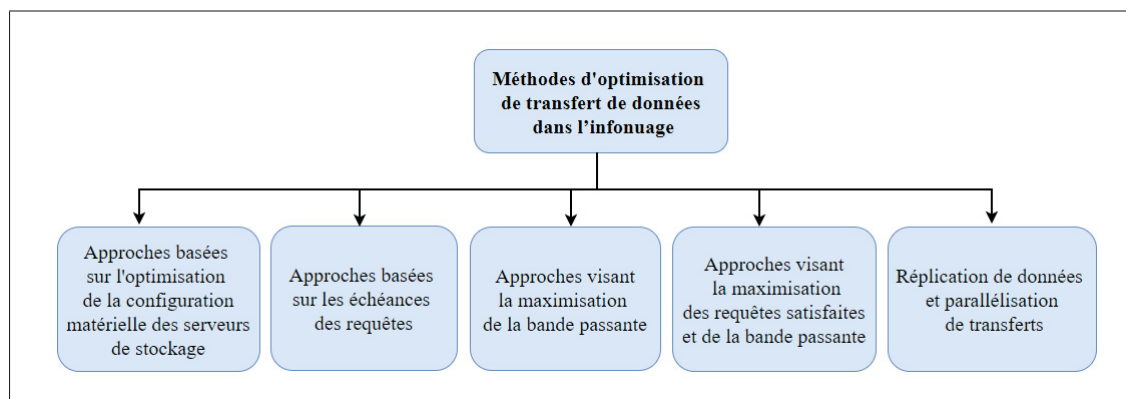 Méthodes d'optimisation
de transfert de données
dans l’infonuage
Approches basées
sur l'optimisation
de la configuration
matérielle des serveurs
de stockage
Approches basées
sur les échéances
des requêtes
Approches visant
la maximisation
de la bande passante
Approches visant
la maximisation
des requêtes satisfaites
et de la bande passante
Réplication de données
et parallélisation
de transferts